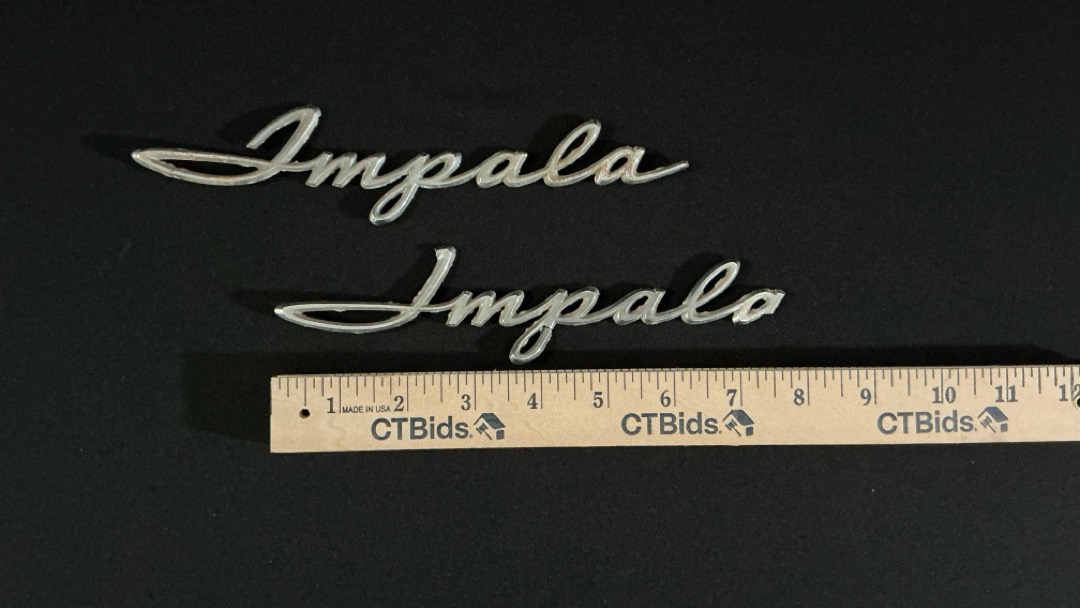 Impala
Impala
1 MADE IN USA 2 3 4 5 6 7 8 9 10 11
CTBids. CTBids. CTBids.